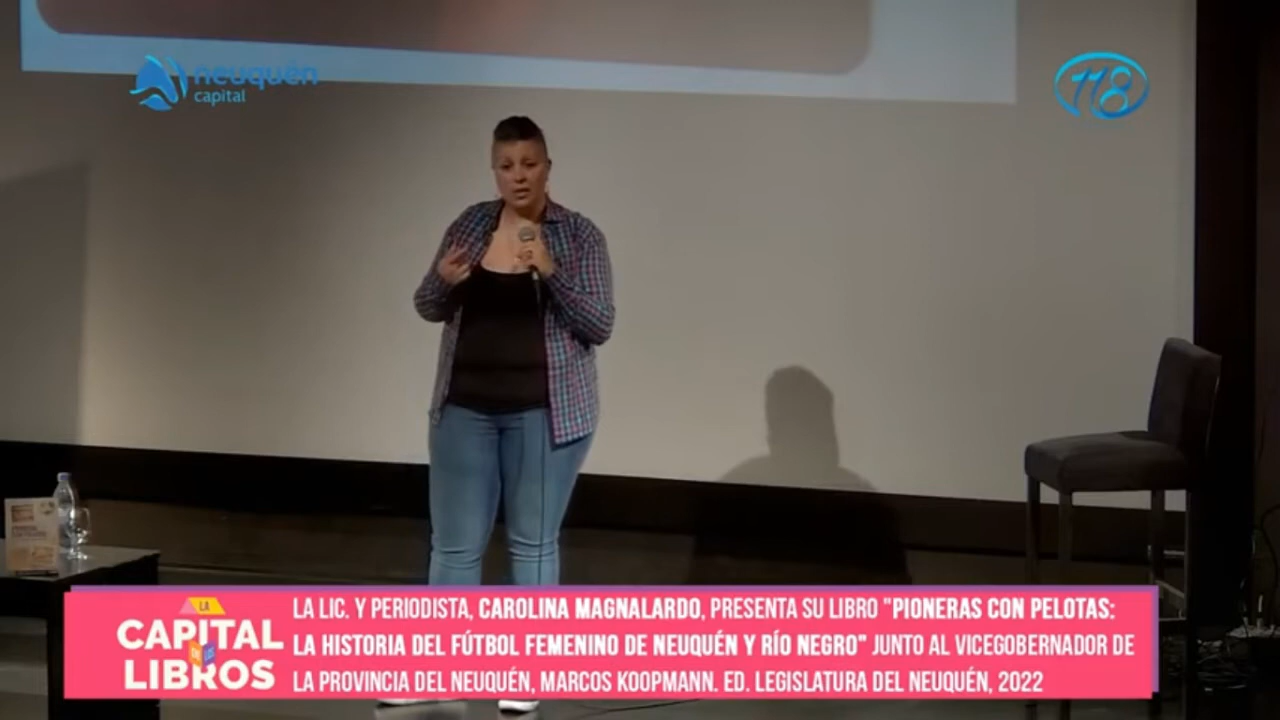 neuquén
capital
118
LA
CAPITAL
DE LOS
LIBROS
LA LIC. Y PERIODISTA, CAROLINA MAGNALARDO, PRESENTA SU LIBRO "PIONERAS CON PELOTAS:
LA HISTORIA DEL FÚTBOL FEMENINO DE NEUQUÉN Y RÍO NEGRO" JUNTO AL VICEGOBERNADOR DE
LA PROVINCIA DEL NEUQUÉN, MARCOS KOOPMANN. ED. LEGISLATURA DEL NEUQUÉN, 2022